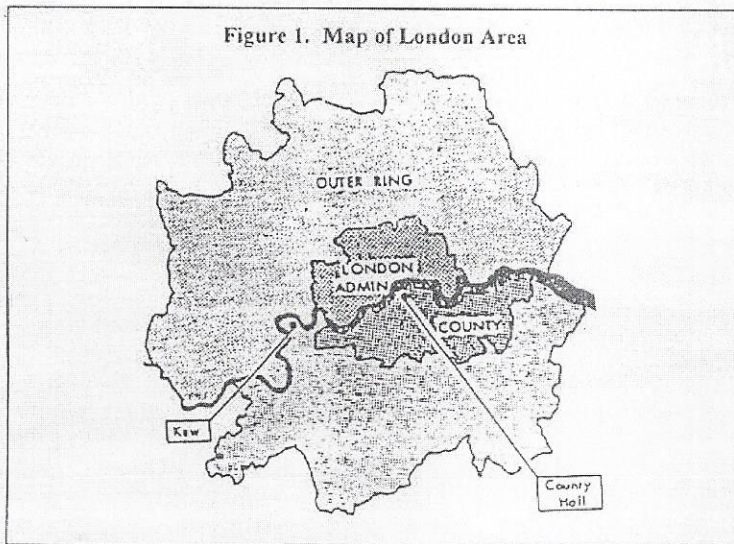 Figure 1. Map of London Area
OUTER RING
LONDON
ADMIN
COUNTY
Kew
County
Hall